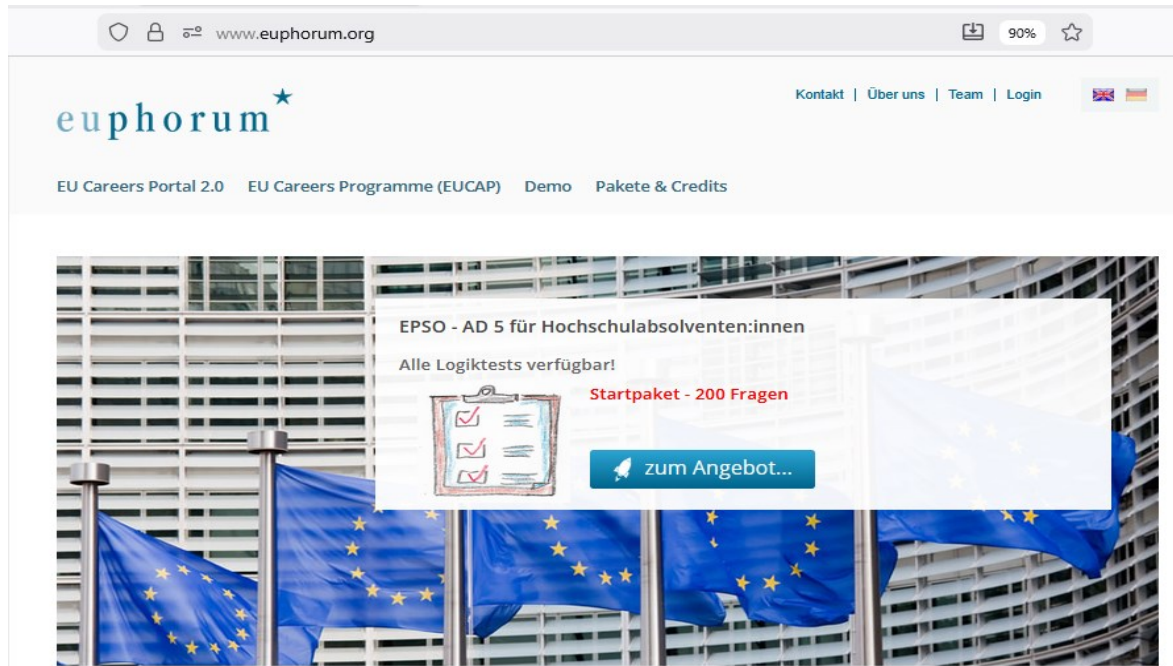 www.euphorum.org
90%
euphorum
Kontakt | Über uns | Team | Login
EU Careers Portal 2.0 EU Careers Programme (EUCAP) Demo Pakete & Credits
EPSO - AD 5 für Hochschulabsolventen:innen
Alle Logiktests verfügbar!
Startpaket - 200 Fragen
zum Angebot...